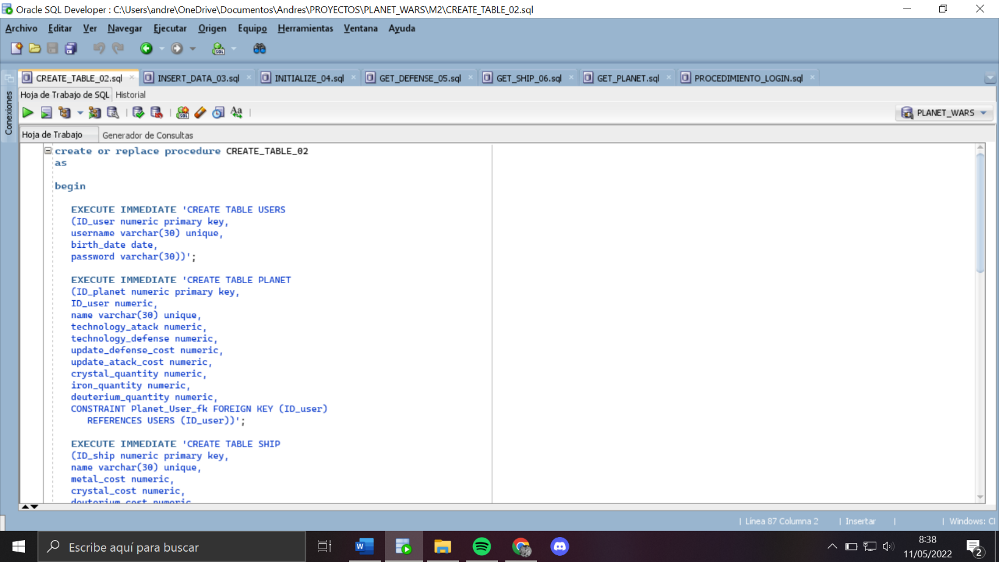 Oracle SQL Developer : C:\Users\andre\OneDrive\Documentos\Andres\PROYECTOS\PLANET_WARS\M2\CREATE_TABLE_02.sql
Archivo Editar Ver Navegar Ejecutar Origen Equipo Herramientas Ventana Ayuda
CREATE_TABLE_02.sql INSERT_DATA_03.sql INITIALIZE_04.sql GET_DEFENSE_05.sql GET_SHIP_06.sql GET_PLANET.sql PROCEDIMIENTO_LOGIN.sql
Conexiones
Hoja de Trabajo de SQL Historial
PLANET_WARS
Hoja de Trabajo Generador de Consultas
create or replace procedure CREATE_TABLE_02
as
begin
EXECUTE IMMEDIATE 'CREATE TABLE USERS
(ID_user numeric primary key,
username varchar(30) unique,
birth_date date,
password varchar(30))';
EXECUTE IMMEDIATE 'CREATE TABLE PLANET
(ID_planet numeric primary key,
ID_user numeric,
name varchar(30) unique,
technology_atack numeric,
technology_defense numeric,
update_defense_cost numeric,
update_atack_cost numeric,
crystal_quantity numeric,
iron_quantity numeric,
deuterium_quantity numeric,
CONSTRAINT Planet_User_fk FOREIGN KEY (ID_user)
REFERENCES USERS (ID_user))';
EXECUTE IMMEDIATE 'CREATE TABLE SHIP
(ID_ship numeric primary key,
name varchar(30) unique,
metal_cost numeric,
crystal_cost numeric,
deuterium_cost numeric
Línea 87 Columna 2 | Insertar | | Windows: Cl
Escribe aquí para buscar
8:38
11/05/2022
2